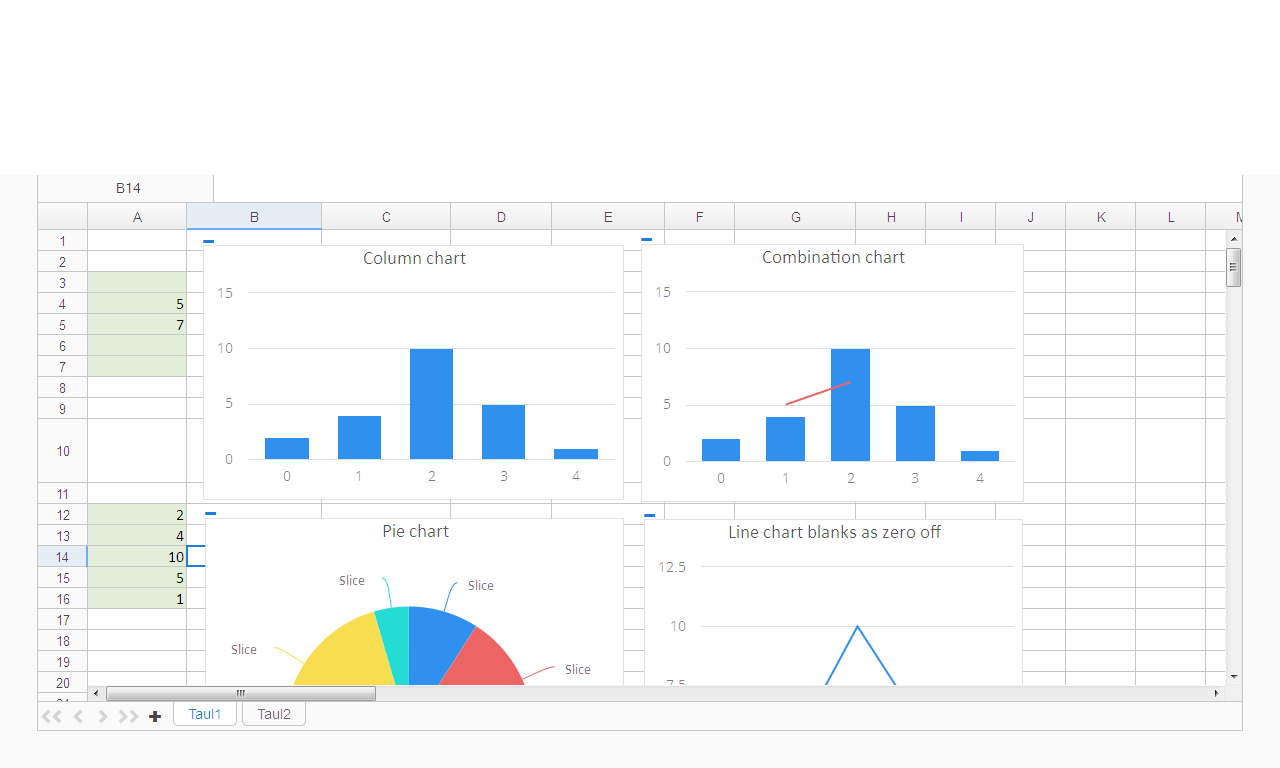 B14
A B C D E F G H I J K L
1
2
3
4 5
5 7
6
7
8
9
10
11
12 2
13 4
14 10
15 5
16 1
17
18
19
20
Column chart
15
10
5
0
0 1 2 3 4
Combination chart
15
10
5
0
0 1 2 3 4
Pie chart
Slice
Slice
Slice
Slice
Line chart blanks as zero off
12.5
10
7.5
Taul1 Taul2